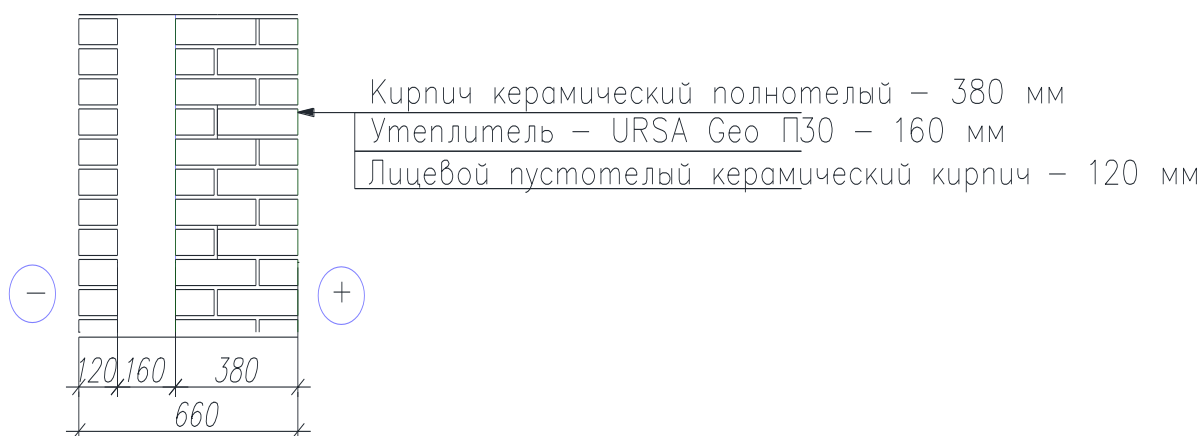 Кирпич керамический полнотелый – 380 мм
Утеплитель – URSA Geo П30 – 160 мм
Лицевой пустотелый керамический кирпич – 120 мм
– +
120 160 380
660